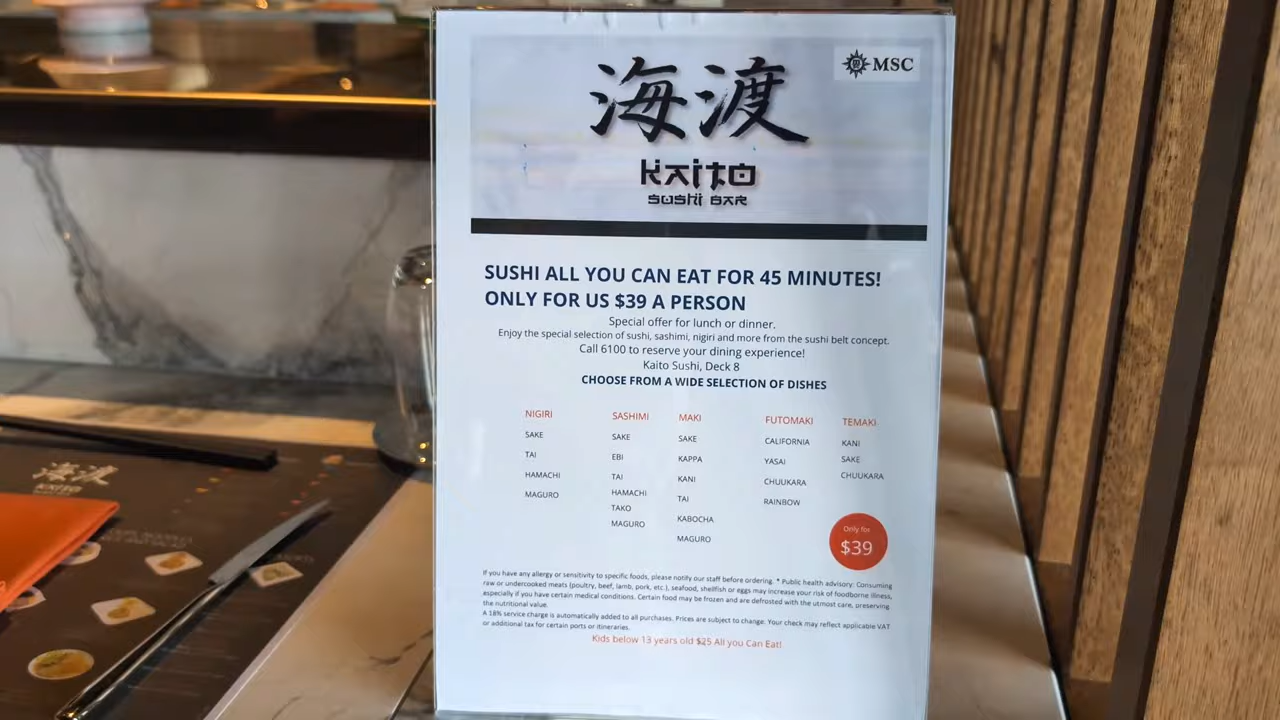 海渡
MSC
KAITO
SUSHI BAR
SUSHI ALL YOU CAN EAT FOR 45 MINUTES!
ONLY FOR US $39 A PERSON
Special offer for lunch or dinner.
Enjoy the special selection of sushi, sashimi, nigiri and more from the sushi belt concept.
Call 6100 to reserve your dining experience!
Kaito Sushi, Deck 8
CHOOSE FROM A WIDE SELECTION OF DISHES
NIGIRI
SAKE
TAI
HAMACHI
MAGURO
SASHIMI
SAKE
EBI
TAI
HAMACHI
TAKO
MAGURO
MAKI
SAKE
KAPPA
KANI
TAI
KABOCHA
MAGURO
FUTOMAKI
CALIFORNIA
YASAI
CHUUKARA
RAINBOW
TEMAKI
KANI
SAKE
CHUUKARA
Only for
$39
If you have any allergy or sensitivity to specific foods, please notify our staff before ordering. * Public health advisory: Consuming
raw or undercooked meats (poultry, beef, lamb, pork, etc.), seafood, shellfish or eggs may increase your risk of foodborne illness,
especially if you have certain medical conditions. Certain food may be frozen and are defrosted with the utmost care, preserving
the nutritional value.
A 18% service charge is automatically added to all purchases. Prices are subject to change. Your check may reflect applicable VAT
or additional tax for certain ports or itineraries.
Kids below 13 years old $25 All you Can Eat!
海渡
KAITO